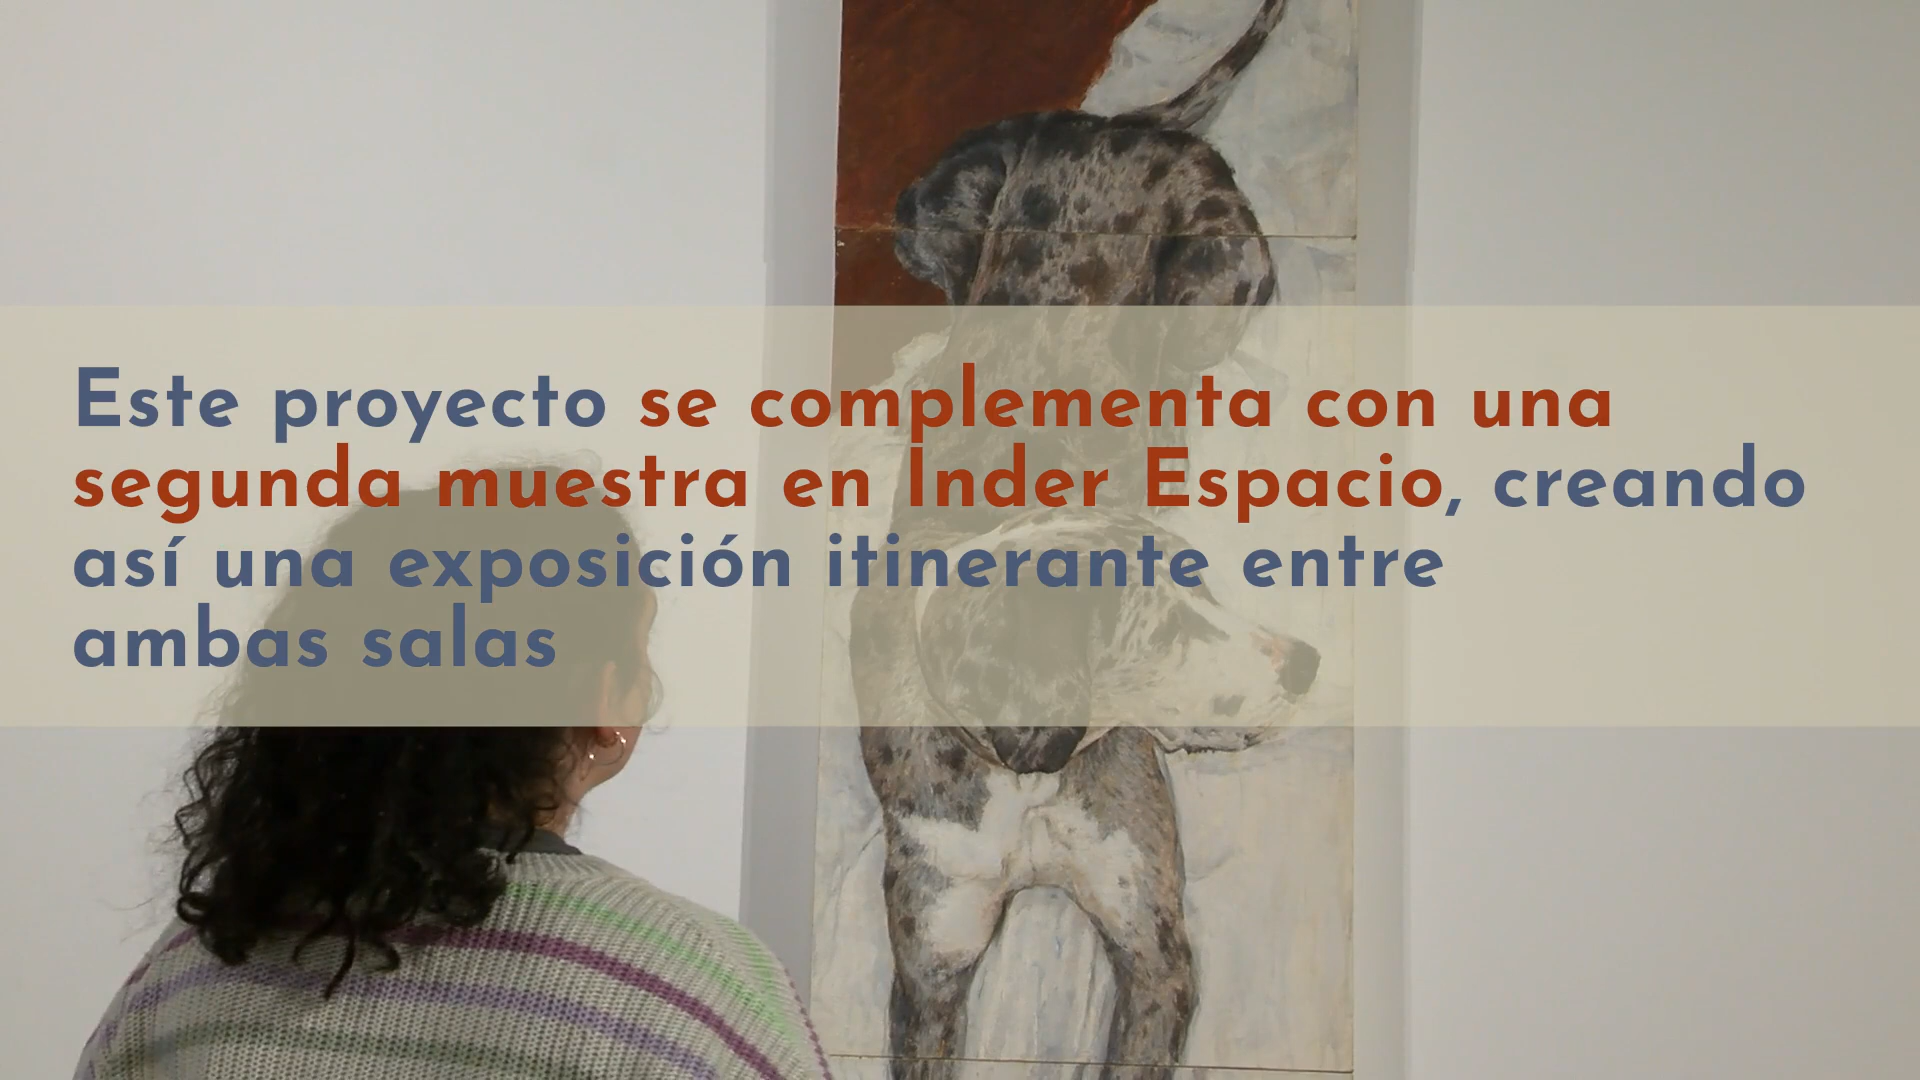 Este proyecto se complementa con una
segunda muestra en Inder Espacio, creando
así una exposición itinerante entre
ambas salas